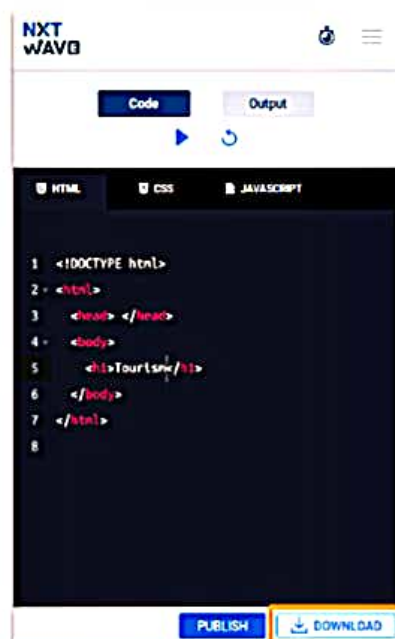 NXT
WAVE
Code Output
HTML CSS JAVASCRIPT
1 <!DOCTYPE html>
2 <html>
3 <head> </head>
4 <body>
5 <h1>Tourism</h1>
6 </body>
7 </html>
8
PUBLISH DOWNLOAD